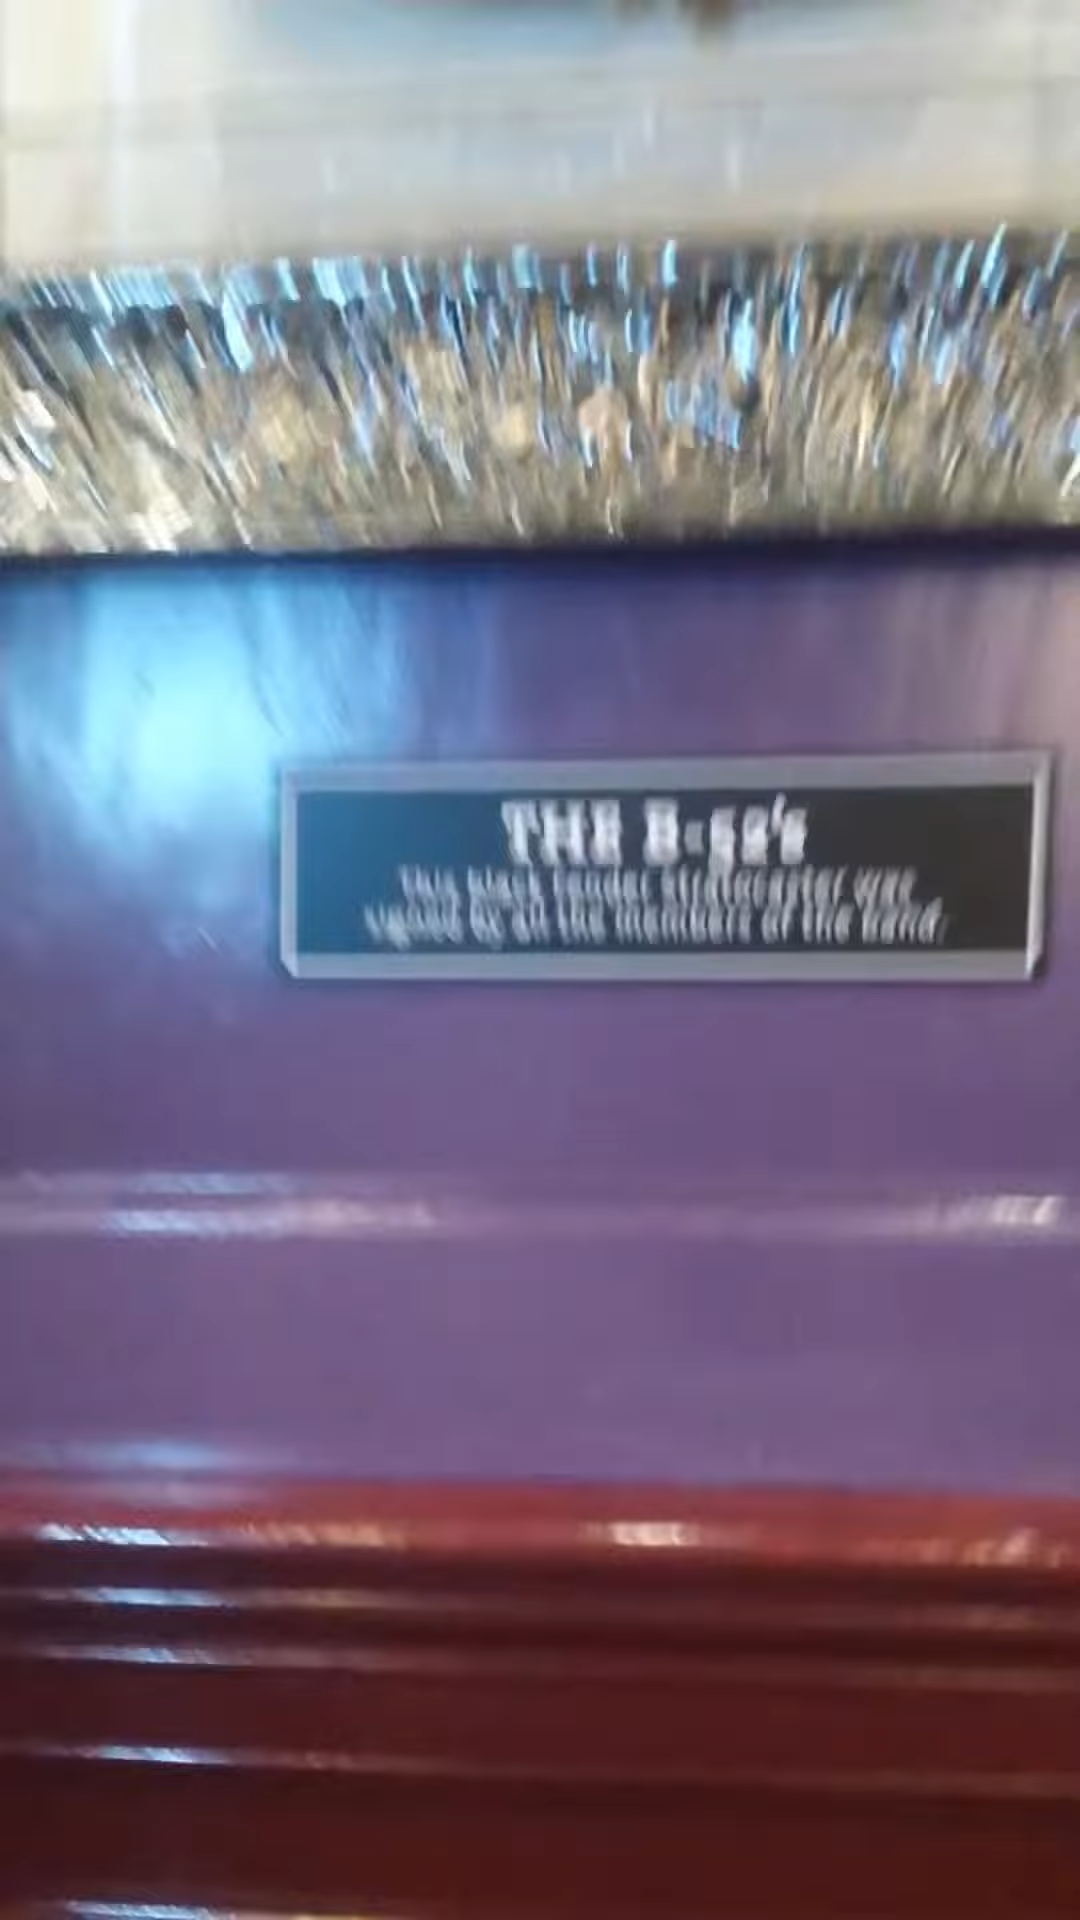 THE B-52's
This black Fender Stratocaster was
signed by all the members of the band.